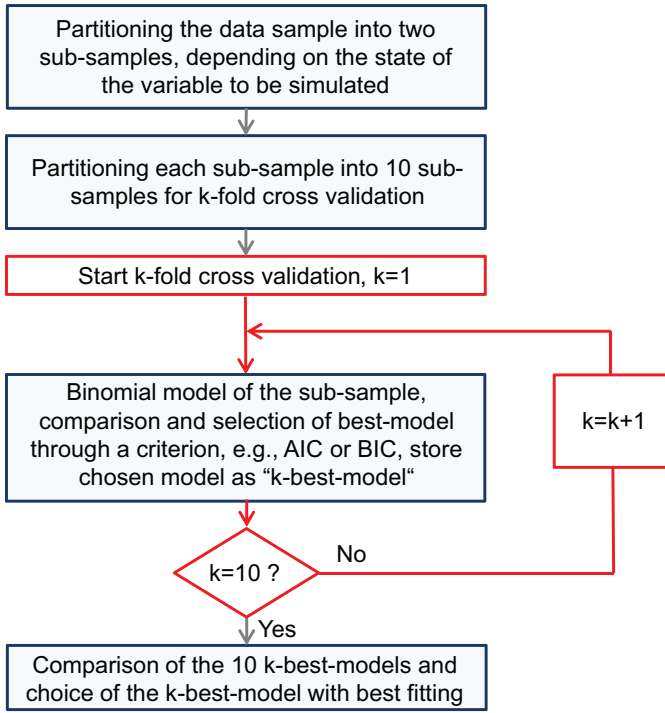 Partitioning the data sample into two
sub-samples, depending on the state of
the variable to be simulated
Partitioning each sub-sample into 10 sub-
samples for k-fold cross validation
Start k-fold cross validation, k=1
Binomial model of the sub-sample,
comparison and selection of best-model
through a criterion, e.g., AIC or BIC, store
chosen model as “k-best-model“
k=k+1
k=10 ?
No
Yes
Comparison of the 10 k-best-models and
choice of the k-best-model with best fitting